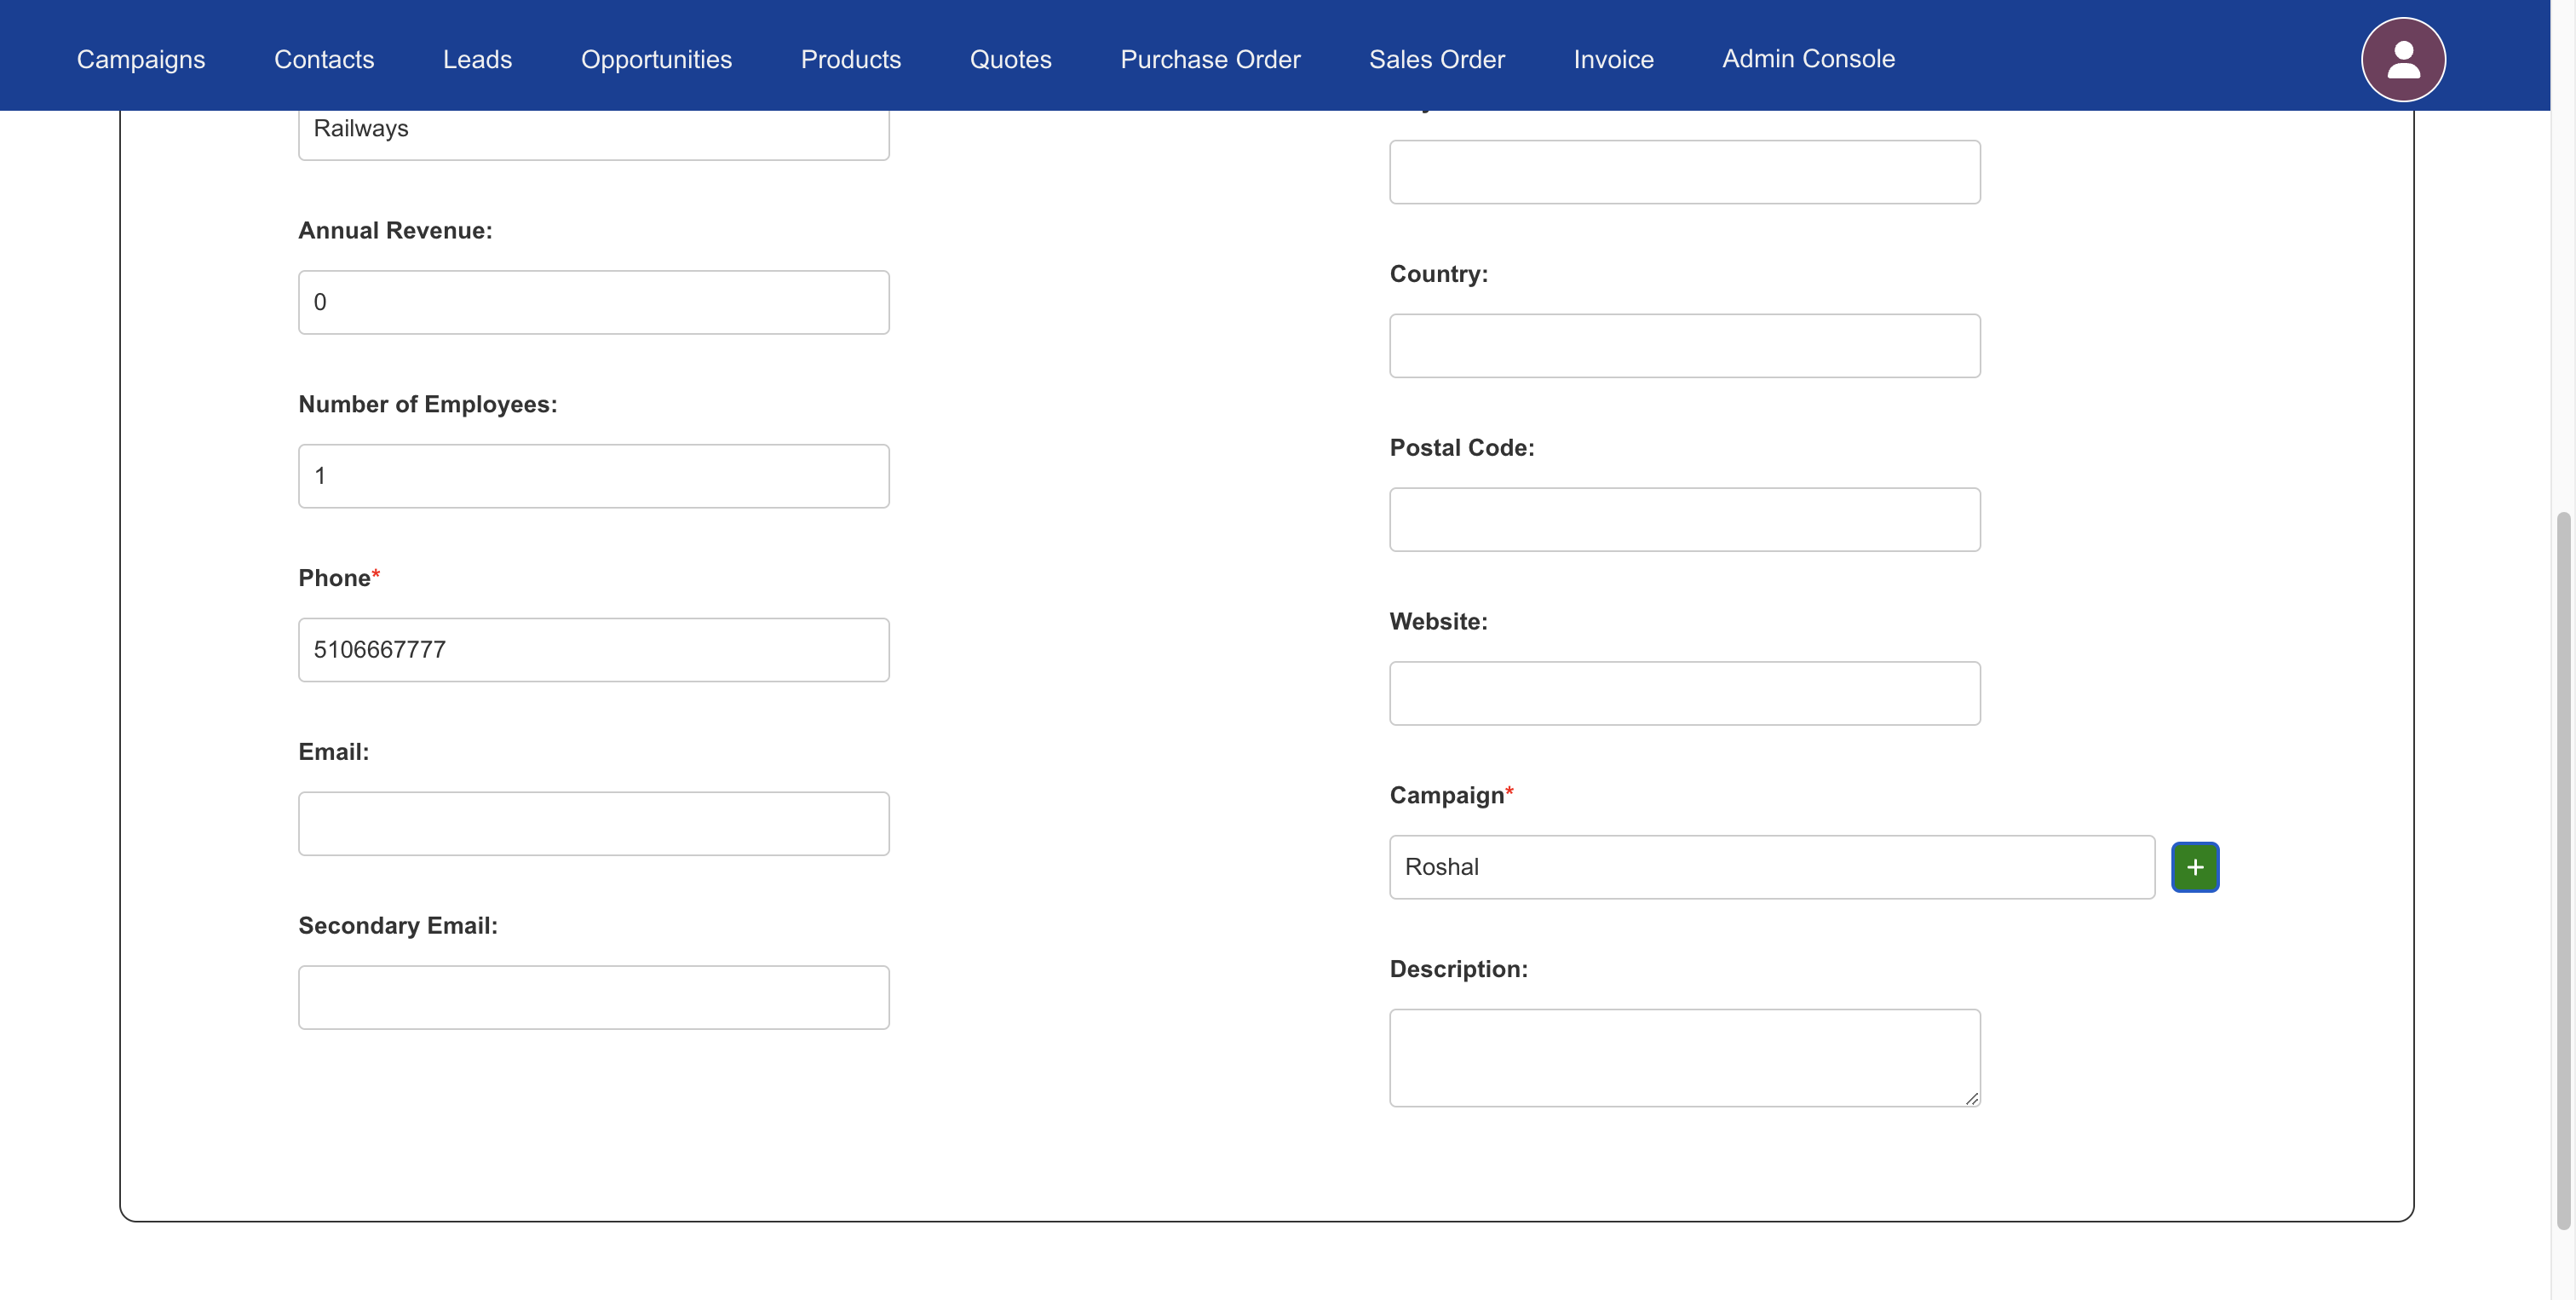 Campaigns Contacts Leads Opportunities Products Quotes Purchase Order Sales Order Invoice Admin Console
Railways
Annual Revenue:
0
Number of Employees:
1
Phone*
5106667777
Email:
Secondary Email:
Country:
Postal Code:
Website:
Campaign*
Roshal
+
Description: